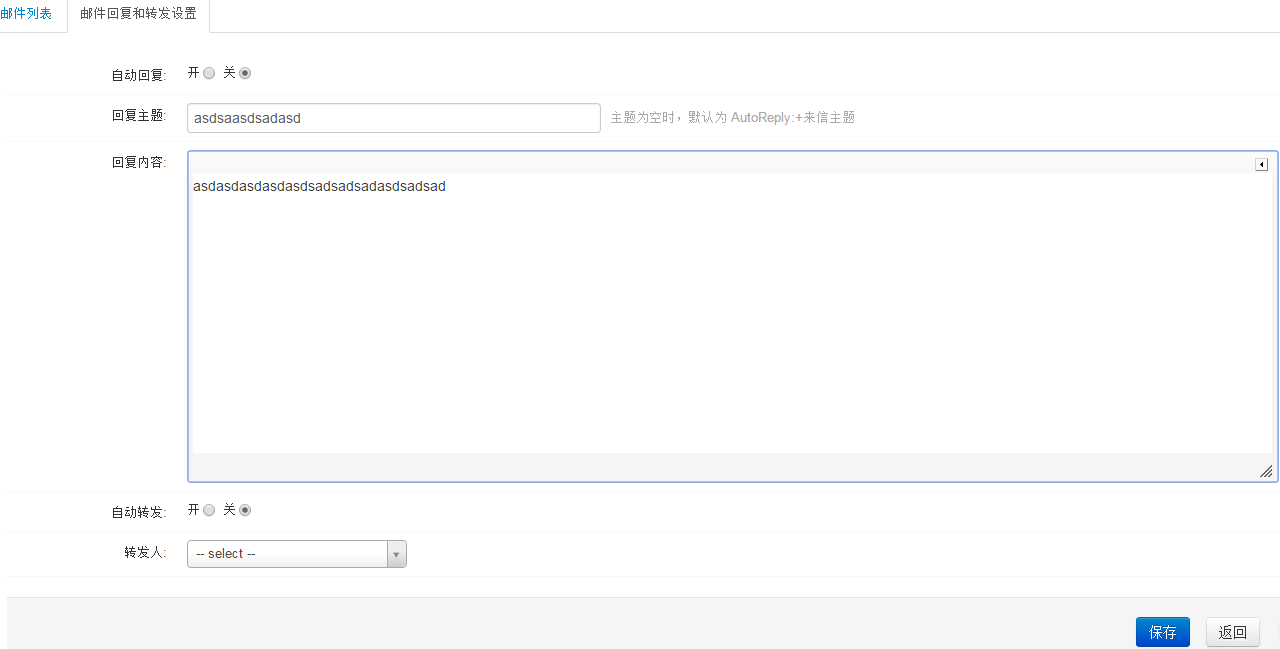 邮件列表 邮件回复和转发设置
自动回复: 开 关
回复主题: asdsaasdsadasd 主题为空时，默认为 AutoReply:+来信主题
回复内容:
asdasdasdasdasdsadsadsadasdsadsad
自动转发: 开 关
转发人: -- select --
保存 返回